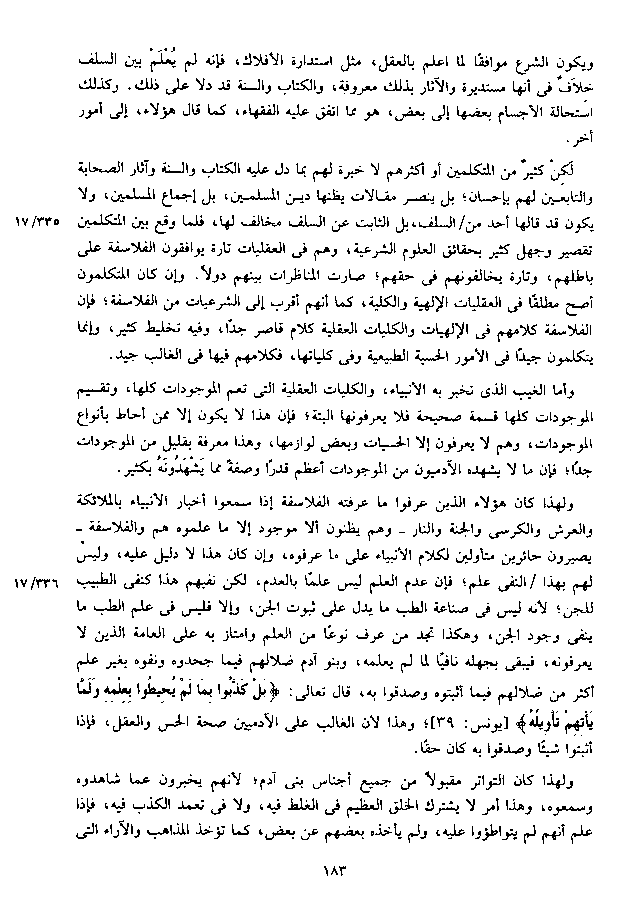 ويكون الشرع موافقًا لما اعلم بالعقل، مثل استدارة الأفلاك، فإنه لم يُعْلَمْ بين السلف
خلافٌ في أنها مستديرة والآثار بذلك معروفة، والكتاب والسنة قد دلا على ذلك. وكذلك
استحالة الأجسام بعضها إلى بعض، هو مما اتفق عليه الفقهاء، كما قال هؤلاء، إلى أمور
أخر.
لكن كثيرٌ من المتكلمين أو أكثرهم لا خبرة لهم بما دل عليه الكتاب والسنة وآثار الصحابة
والتابعـين لهم بإحسان؛ بل ينصـر مقـالات يظنها ديـن المسلمـين، بل إجماع المسلمين، ولا
يكون قد قالها أحد من/ السلف، بل الثابت عن السلف مخالف لها، فلما وقع بين المتكلمين
١٧/٣٣٥
تقصير وجهل كثير بحقائق العلوم الشرعية، وهم في العقليات تارة يوافقون الفلاسفة على
باطلهم، وتارة يخالفونهم في حقهم؛ صارت المناظرات بينهم دولاً. وإن كان المتكلمون
أصح مطلقًا في العقليات الإلهية والكلية، كما أنهم أقرب إلى الشرعيات من الفلاسفة؛ فإن
الفلاسفة كلامهم في الإلهيات والكليات العقلية كلام قاصر جدًا، وفيه تخليط كثير، وإنما
يتكلمون جيدًا في الأمور الحسية الطبيعية وفي كلياتها، فكلامهم فيها في الغالب جيد.
وأما الغيب الذي تخبر به الأنبياء، والكليات العقلية التي تعم الموجودات كلها، وتقسيم
الموجودات كلها قسمة صحيحة فلا يعرفونها البتة؛ فإن هذا لا يكون إلا ممن أحاط بأنواع
الموجودات، وهم لا يعرفون إلا الحسيات وبعض لوازمها، وهذا معرفة بقليل من الموجودات
جدًا؛ فإن ما لا يشهده الآدميون من الموجودات أعظم قدرًا وصفةً مما يَشْهَدُونَهُ بكثير.
ولهذا كان هؤلاء الذين عرفوا ما عرفته الفلاسفة إذا سمعوا أخبار الأنبياء بالملائكة
والعرش والكرسي والجنة والنار ـ وهم يظنون ألا موجود إلا ما علموه هم والفلاسفة ـ
يصيرون حائرين متأولين لكلام الأنبياء على ما عرفوه، وإن كان هذا لا دليل عليه، وليس
لهم بهذا / النفي علم؛ فإن عدم العلم ليس علمًا بالعدم، لكن نفيهم هذا كنفي الطبيب
١٧/٣٣٦
للجن؛ لأنه ليس في صناعة الطب ما يدل على ثبوت الجن، وإلا فليس في علم الطب ما
ينفي وجود الجن، وهكذا تجد من عرف نوعًا من العلم وامتاز به على العامة الذين لا
يعرفونه، فيبقى بجهله نافيًا لما لم يعلمه، وبنو آدم ضلالهم فيما جحدوه ونفوه بغير علم
أكثر من ضلالهم فيما أثبتوه وصدقوا به، قال تعالى: ﴿بَلْ كَذَّبُوا بِمَا لَمْ يُحِيطُوا بِعِلْمِهِ وَلَمَّا
يَأْتِهِمْ تَأْوِيلُهُ﴾ [يونس: ٣٩]؛ وهذا لأن الغالب على الآدميين صحة الحس والعقل، فإذا
أثبتوا شيئًا وصدقوا به كان حقًا.
ولهذا كان التواتر مقبولاً من جميع أجناس بني آدم؛ لأنهم يخبرون عما شاهدوه
وسمعوه، وهذا أمر لا يشترك الخلق العظيم في الغلط فيه، ولا في تعمد الكذب فيه، فإذا
علم أنهم لم يتواطؤوا عليه، ولم يأخذه بعضهم عن بعض، كما تؤخذ المذاهب والآراء التي
١٨٣